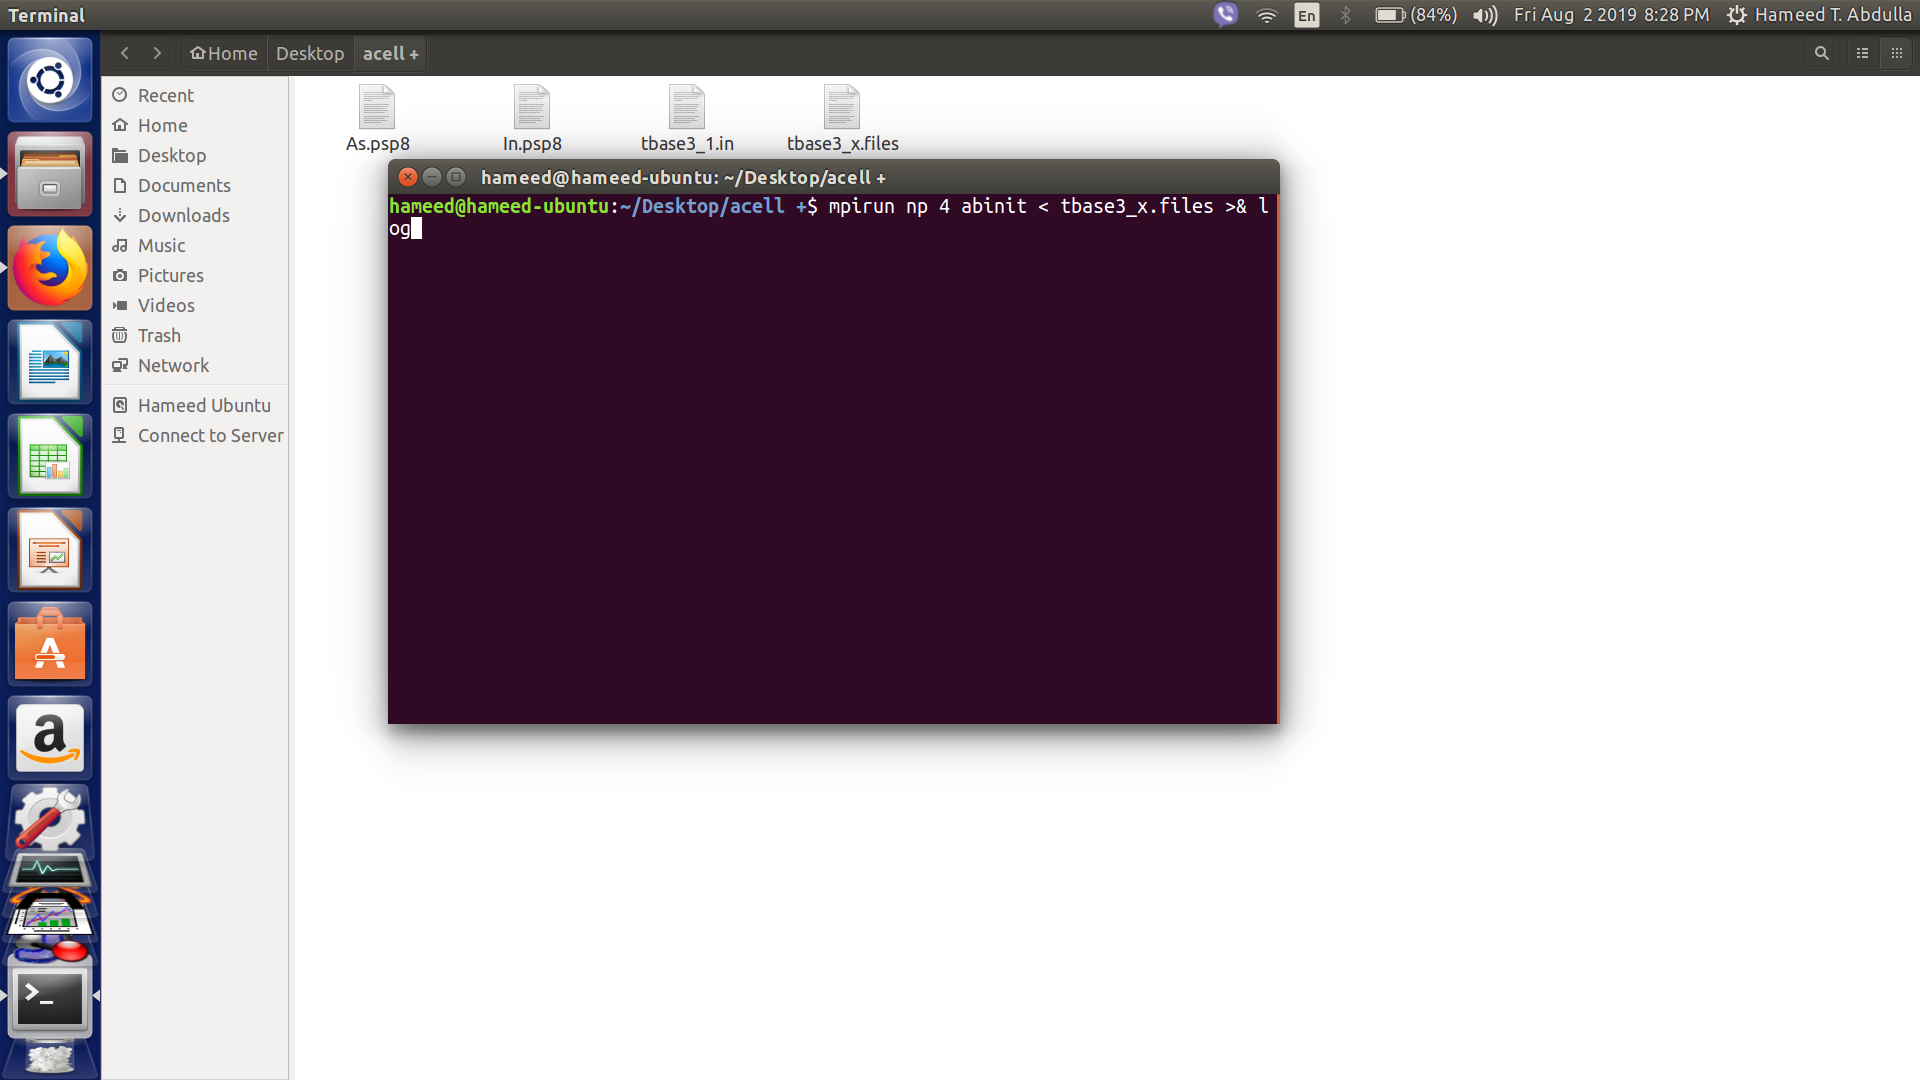 Terminal
En
(84%)
Fri Aug 2 2019 8:28 PM
Hameed T. Abdulla
Home
Desktop
acell +
Recent
Home
Desktop
Documents
Downloads
Music
Pictures
Videos
Trash
Network
Hameed Ubuntu
Connect to Server
As.psp8
In.psp8
tbase3_1.in
tbase3_x.files
hameed@hameed-ubuntu: ~/Desktop/acell +
hameed@hameed-ubuntu:~/Desktop/acell +$ mpirun np 4 abinit < tbase3_x.files >& l
og
a
>_